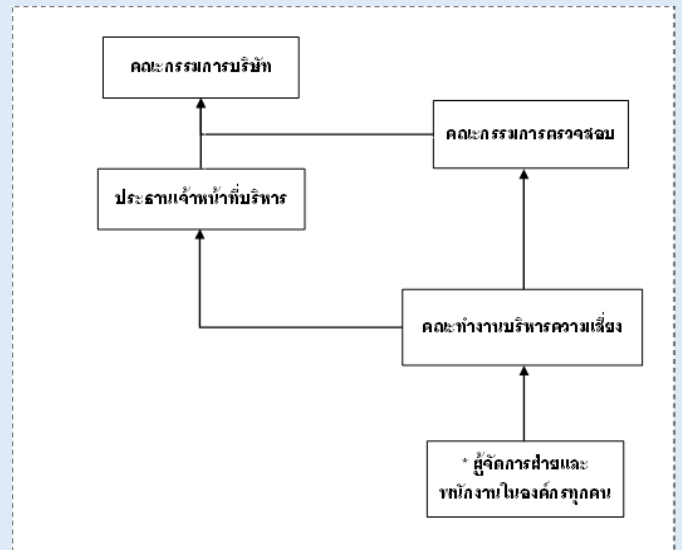 คณะกรรมการบริษัท
คณะกรรมการตรวจสอบ
ประธานเจ้าหน้าที่บริหาร
คณะทำงานบริหารความเสี่ยง
* ผู้จัดการฝ่ายและ
พนักงานในองค์กรทุกคน